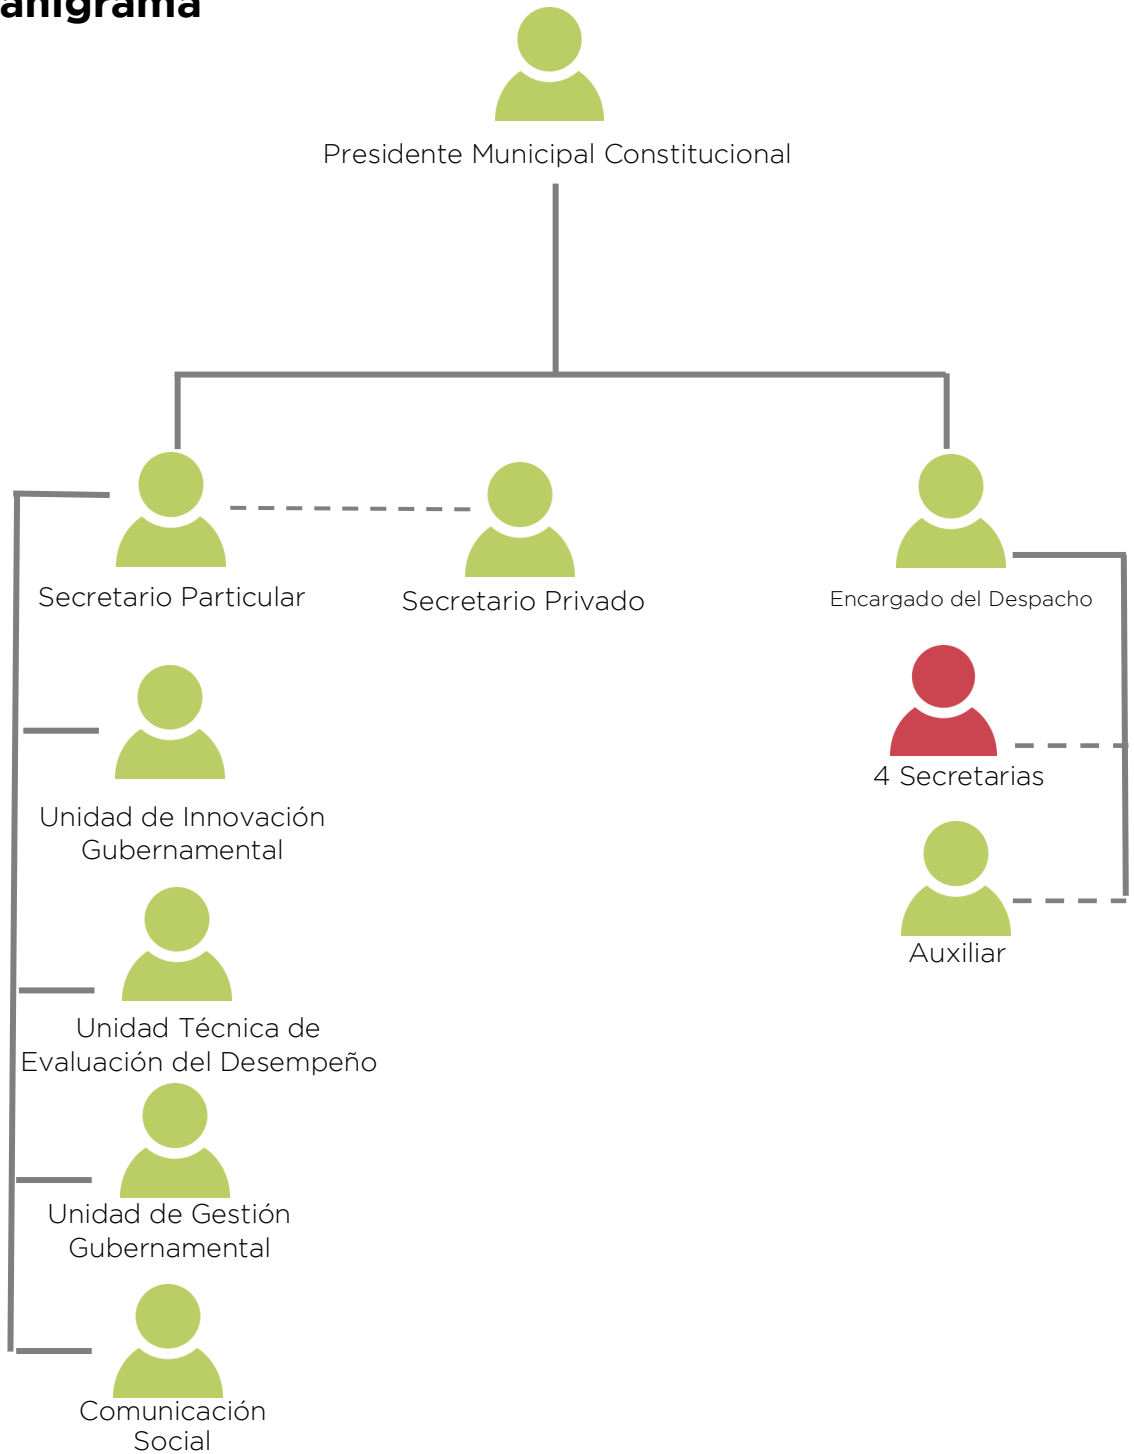 anigrama
Presidente Municipal Constitucional
Secretario Particular
Secretario Privado
Encargado del Despacho
4 Secretarias
Unidad de Innovación
Gubernamental
Auxiliar
Unidad Técnica de
Evaluación del Desempeño
Unidad de Gestión
Gubernamental
Comunicación
Social